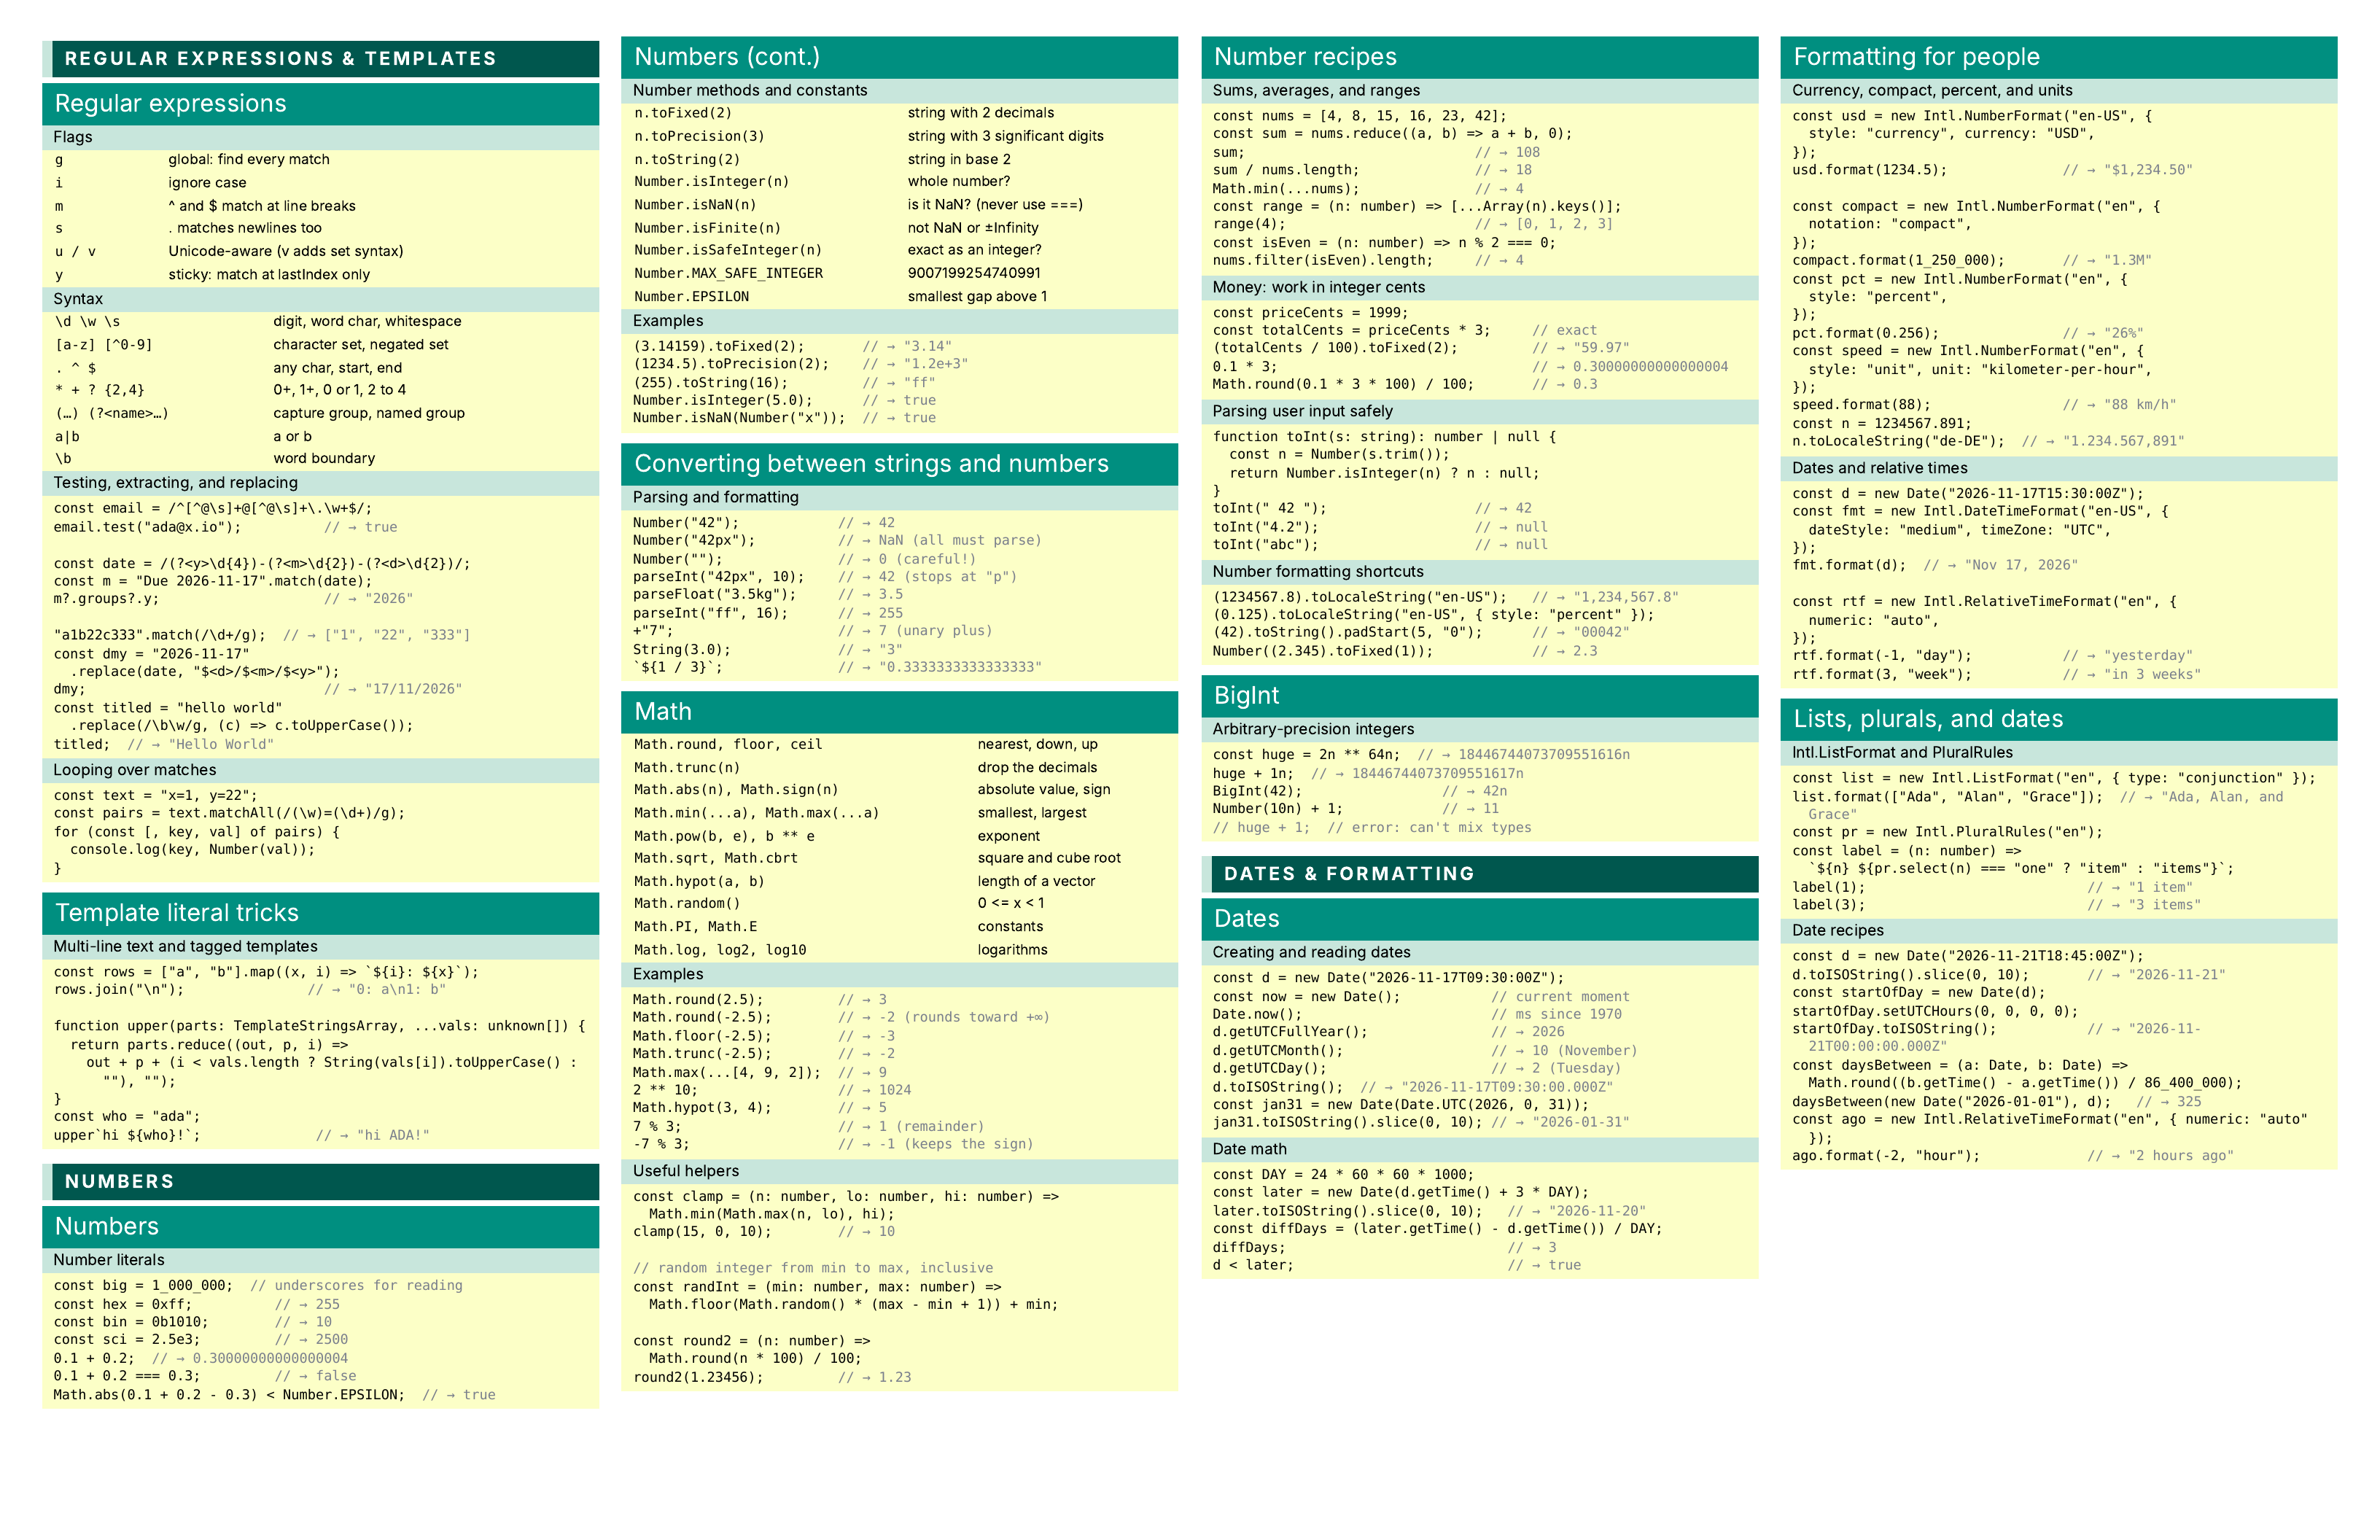 REGULAR EXPRESSIONS & TEMPLATES
Regular expressions
Flags
g global: find every match
i ignore case
m ^ and $ match at line breaks
s . matches newlines too
u / v Unicode-aware (v adds set syntax)
y sticky: match at lastIndex only
Syntax
\d \w \s digit, word char, whitespace
[a-z] [^0-9] character set, negated set
. ^ $ any char, start, end
* + ? {2,4} 0+, 1+, 0 or 1, 2 to 4
(…) (?<name>…) capture group, named group
a|b a or b
\b word boundary
Testing, extracting, and replacing
const email = /^[^@\s]+@[^@\s]+\.\w+$/;
email.test("ada@x.io"); // → true
const date = /(?<y>\d{4})-(?<m>\d{2})-(?<d>\d{2})/;
const m = "Due 2026-11-17".match(date);
m?.groups?.y; // → "2026"
"a1b22c333".match(/\d+/g); // → ["1", "22", "333"]
const dmy = "2026-11-17"
.replace(date, "$<d>/$<m>/$<y>");
dmy; // → "17/11/2026"
const titled = "hello world"
.replace(/\b\w/g, (c) => c.toUpperCase());
titled; // → "Hello World"
Looping over matches
const text = "x=1, y=22";
const pairs = text.matchAll(/(\w)=(\d+)/g);
for (const [, key, val] of pairs) {
console.log(key, Number(val));
}
Template literal tricks
Multi-line text and tagged templates
const rows = ["a", "b"].map((x, i) => `${i}: ${x}`);
rows.join("\n"); // → "0: a\n1: b"
function upper(parts: TemplateStringsArray, ...vals: unknown[]) {
return parts.reduce((out, p, i) =>
out + p + (i < vals.length ? String(vals[i]).toUpperCase() :
""), "");
}
const who = "ada";
upper`hi ${who}!`; // → "hi ADA!"
NUMBERS
Numbers
Number literals
const big = 1_000_000; // underscores for reading
const hex = 0xff; // → 255
const bin = 0b1010; // → 10
const sci = 2.5e3; // → 2500
0.1 + 0.2; // → 0.30000000000000004
0.1 + 0.2 === 0.3; // → false
Math.abs(0.1 + 0.2 - 0.3) < Number.EPSILON; // → true
Numbers (cont.)
Number methods and constants
n.toFixed(2) string with 2 decimals
n.toPrecision(3) string with 3 significant digits
n.toString(2) string in base 2
Number.isInteger(n) whole number?
Number.isNaN(n) is it NaN? (never use ===)
Number.isFinite(n) not NaN or ±Infinity
Number.isSafeInteger(n) exact as an integer?
Number.MAX_SAFE_INTEGER 9007199254740991
Number.EPSILON smallest gap above 1
Examples
(3.14159).toFixed(2); // → "3.14"
(1234.5).toPrecision(2); // → "1.2e+3"
(255).toString(16); // → "ff"
Number.isInteger(5.0); // → true
Number.isNaN(Number("x")); // → true
Converting between strings and numbers
Parsing and formatting
Number("42"); // → 42
Number("42px"); // → NaN (all must parse)
Number(""); // → 0 (careful!)
parseInt("42px", 10); // → 42 (stops at "p")
parseFloat("3.5kg"); // → 3.5
parseInt("ff", 16); // → 255
+"7"; // → 7 (unary plus)
String(3.0); // → "3"
`${1 / 3}`; // → "0.3333333333333333"
Math
Math.round, floor, ceil nearest, down, up
Math.trunc(n) drop the decimals
Math.abs(n), Math.sign(n) absolute value, sign
Math.min(...a), Math.max(...a) smallest, largest
Math.pow(b, e), b ** e exponent
Math.sqrt, Math.cbrt square and cube root
Math.hypot(a, b) length of a vector
Math.random() 0 <= x < 1
Math.PI, Math.E constants
Math.log, log2, log10 logarithms
Examples
Math.round(2.5); // → 3
Math.round(-2.5); // → -2 (rounds toward +∞)
Math.floor(-2.5); // → -3
Math.trunc(-2.5); // → -2
Math.max(...[4, 9, 2]); // → 9
2 ** 10; // → 1024
Math.hypot(3, 4); // → 5
7 % 3; // → 1 (remainder)
-7 % 3; // → -1 (keeps the sign)
Useful helpers
const clamp = (n: number, lo: number, hi: number) =>
Math.min(Math.max(n, lo), hi);
clamp(15, 0, 10); // → 10
// random integer from min to max, inclusive
const randInt = (min: number, max: number) =>
Math.floor(Math.random() * (max - min + 1)) + min;
const round2 = (n: number) =>
Math.round(n * 100) / 100;
round2(1.23456); // → 1.23
Number recipes
Sums, averages, and ranges
const nums = [4, 8, 15, 16, 23, 42];
const sum = nums.reduce((a, b) => a + b, 0);
sum; // → 108
sum / nums.length; // → 18
Math.min(...nums); // → 4
const range = (n: number) => [...Array(n).keys()];
range(4); // → [0, 1, 2, 3]
const isEven = (n: number) => n % 2 === 0;
nums.filter(isEven).length; // → 4
Money: work in integer cents
const priceCents = 1999;
const totalCents = priceCents * 3; // exact
(totalCents / 100).toFixed(2); // → "59.97"
0.1 * 3; // → 0.30000000000000004
Math.round(0.1 * 3 * 100) / 100; // → 0.3
Parsing user input safely
function toInt(s: string): number | null {
const n = Number(s.trim());
return Number.isInteger(n) ? n : null;
}
toInt(" 42 "); // → 42
toInt("4.2"); // → null
toInt("abc"); // → null
Number formatting shortcuts
(1234567.8).toLocaleString("en-US"); // → "1,234,567.8"
(0.125).toLocaleString("en-US", { style: "percent" });
(42).toString().padStart(5, "0"); // → "00042"
Number((2.345).toFixed(1)); // → 2.3
BigInt
Arbitrary-precision integers
const huge = 2n ** 64n; // → 18446744073709551616n
huge + 1n; // → 18446744073709551617n
BigInt(42); // → 42n
Number(10n) + 1; // → 11
// huge + 1; // error: can't mix types
DATES & FORMATTING
Dates
Creating and reading dates
const d = new Date("2026-11-17T09:30:00Z");
const now = new Date(); // current moment
Date.now(); // ms since 1970
d.getUTCFullYear(); // → 2026
d.getUTCMonth(); // → 10 (November)
d.getUTCDay(); // → 2 (Tuesday)
d.toISOString(); // → "2026-11-17T09:30:00.000Z"
const jan31 = new Date(Date.UTC(2026, 0, 31));
jan31.toISOString().slice(0, 10); // → "2026-01-31"
Date math
const DAY = 24 * 60 * 60 * 1000;
const later = new Date(d.getTime() + 3 * DAY);
later.toISOString().slice(0, 10); // → "2026-11-20"
const diffDays = (later.getTime() - d.getTime()) / DAY;
diffDays; // → 3
d < later; // → true
Formatting for people
Currency, compact, percent, and units
const usd = new Intl.NumberFormat("en-US", {
style: "currency", currency: "USD",
});
usd.format(1234.5); // → "$1,234.50"
const compact = new Intl.NumberFormat("en", {
notation: "compact",
});
compact.format(1_250_000); // → "1.3M"
const pct = new Intl.NumberFormat("en", {
style: "percent",
});
pct.format(0.256); // → "26%"
const speed = new Intl.NumberFormat("en", {
style: "unit", unit: "kilometer-per-hour",
});
speed.format(88); // → "88 km/h"
const n = 1234567.891;
n.toLocaleString("de-DE"); // → "1.234.567,891"
Dates and relative times
const d = new Date("2026-11-17T15:30:00Z");
const fmt = new Intl.DateTimeFormat("en-US", {
dateStyle: "medium", timeZone: "UTC",
});
fmt.format(d); // → "Nov 17, 2026"
const rtf = new Intl.RelativeTimeFormat("en", {
numeric: "auto",
});
rtf.format(-1, "day"); // → "yesterday"
rtf.format(3, "week"); // → "in 3 weeks"
Lists, plurals, and dates
Intl.ListFormat and PluralRules
const list = new Intl.ListFormat("en", { type: "conjunction" });
list.format(["Ada", "Alan", "Grace"]); // → "Ada, Alan, and
Grace"
const pr = new Intl.PluralRules("en");
const label = (n: number) =>
`${n} ${pr.select(n) === "one" ? "item" : "items"}`;
label(1); // → "1 item"
label(3); // → "3 items"
Date recipes
const d = new Date("2026-11-21T18:45:00Z");
d.toISOString().slice(0, 10); // → "2026-11-21"
const startOfDay = new Date(d);
startOfDay.setUTCHours(0, 0, 0, 0);
startOfDay.toISOString(); // → "2026-11-
21T00:00:00.000Z"
const daysBetween = (a: Date, b: Date) =>
Math.round((b.getTime() - a.getTime()) / 86_400_000);
daysBetween(new Date("2026-01-01"), d); // → 325
const ago = new Intl.RelativeTimeFormat("en", { numeric: "auto"
});
ago.format(-2, "hour"); // → "2 hours ago"